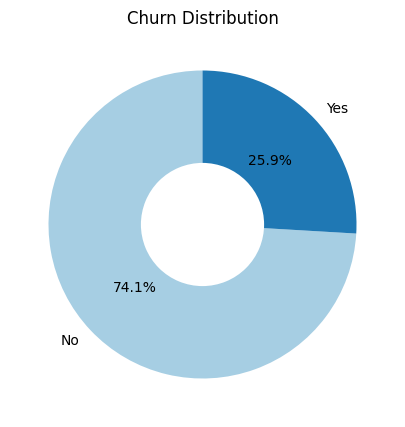 Churn Distribution
Yes
25.9%
74.1%
No